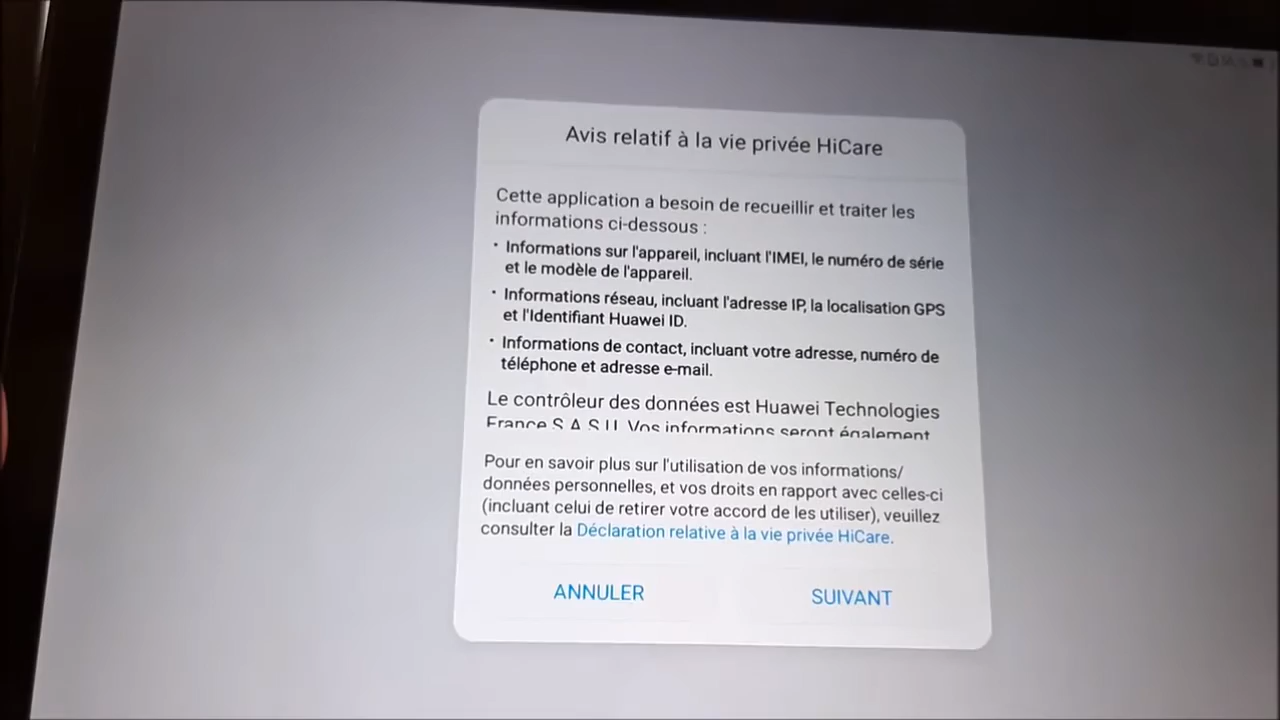 Avis relatif à la vie privée HiCare
Cette application a besoin de recueillir et traiter les
informations ci-dessous :
• Informations sur l'appareil, incluant l'IMEI, le numéro de série
et le modèle de l'appareil.
• Informations réseau, incluant l'adresse IP, la localisation GPS
et l'Identifiant Huawei ID.
• Informations de contact, incluant votre adresse, numéro de
téléphone et adresse e-mail.
Le contrôleur des données est Huawei Technologies
France S.A.S.U. Vos informations seront également
Pour en savoir plus sur l'utilisation de vos informations/
données personnelles, et vos droits en rapport avec celles-ci
(incluant celui de retirer votre accord de les utiliser), veuillez
consulter la Déclaration relative à la vie privée HiCare.
ANNULER
SUIVANT